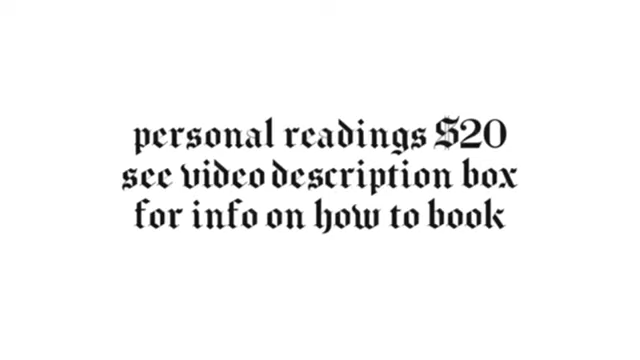 personal readings $20
see video description box
for info on how to book